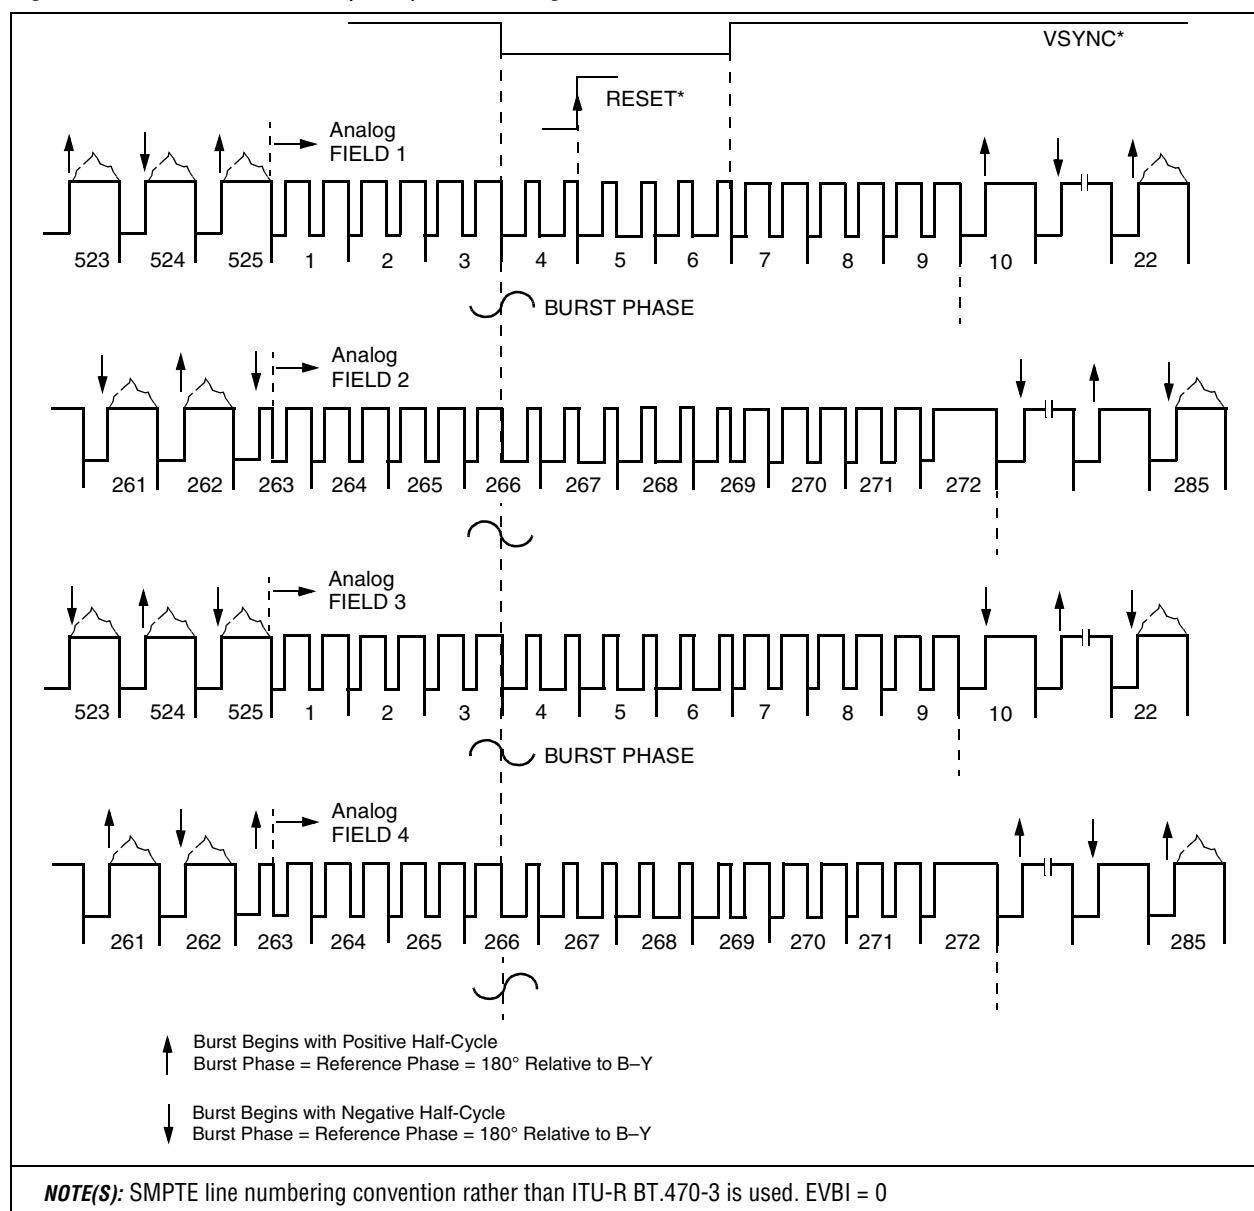 VSYNC*
RESET*
Analog
FIELD 1
523 524 525 1 2 3 4 5 6 7 8 9 10 22
BURST PHASE
Analog
FIELD 2
261 262 263 264 265 266 267 268 269 270 271 272 285
Analog
FIELD 3
523 524 525 1 2 3 4 5 6 7 8 9 10 22
BURST PHASE
Analog
FIELD 4
261 262 263 264 265 266 267 268 269 270 271 272 285
Burst Begins with Positive Half-Cycle
Burst Phase = Reference Phase = 180° Relative to B–Y
Burst Begins with Negative Half-Cycle
Burst Phase = Reference Phase = 180° Relative to B–Y
NOTE(S): SMPTE line numbering convention rather than ITU-R BT.470-3 is used. EVBI = 0